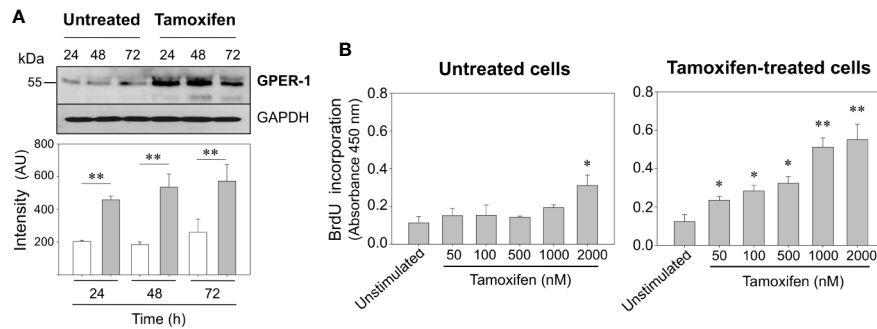 A
Untreated Tamoxifen
24 48 72 24 48 72
kDa
55 GPER-1
GAPDH
Intensity (AU)
800
600
400
200
** ** **
24 48 72
Time (h)
B
Untreated cells
BrdU incorporation
(Absorbance 450 nm)
0.8
0.6
0.4
0.2
0.0
*
Unstimulated 50 100 500 1000 2000
Tamoxifen (nM)
Tamoxifen-treated cells
0.8
0.6
0.4
0.2
0.0
* * * ** **
Unstimulated 50 100 500 1000 2000
Tamoxifen (nM)